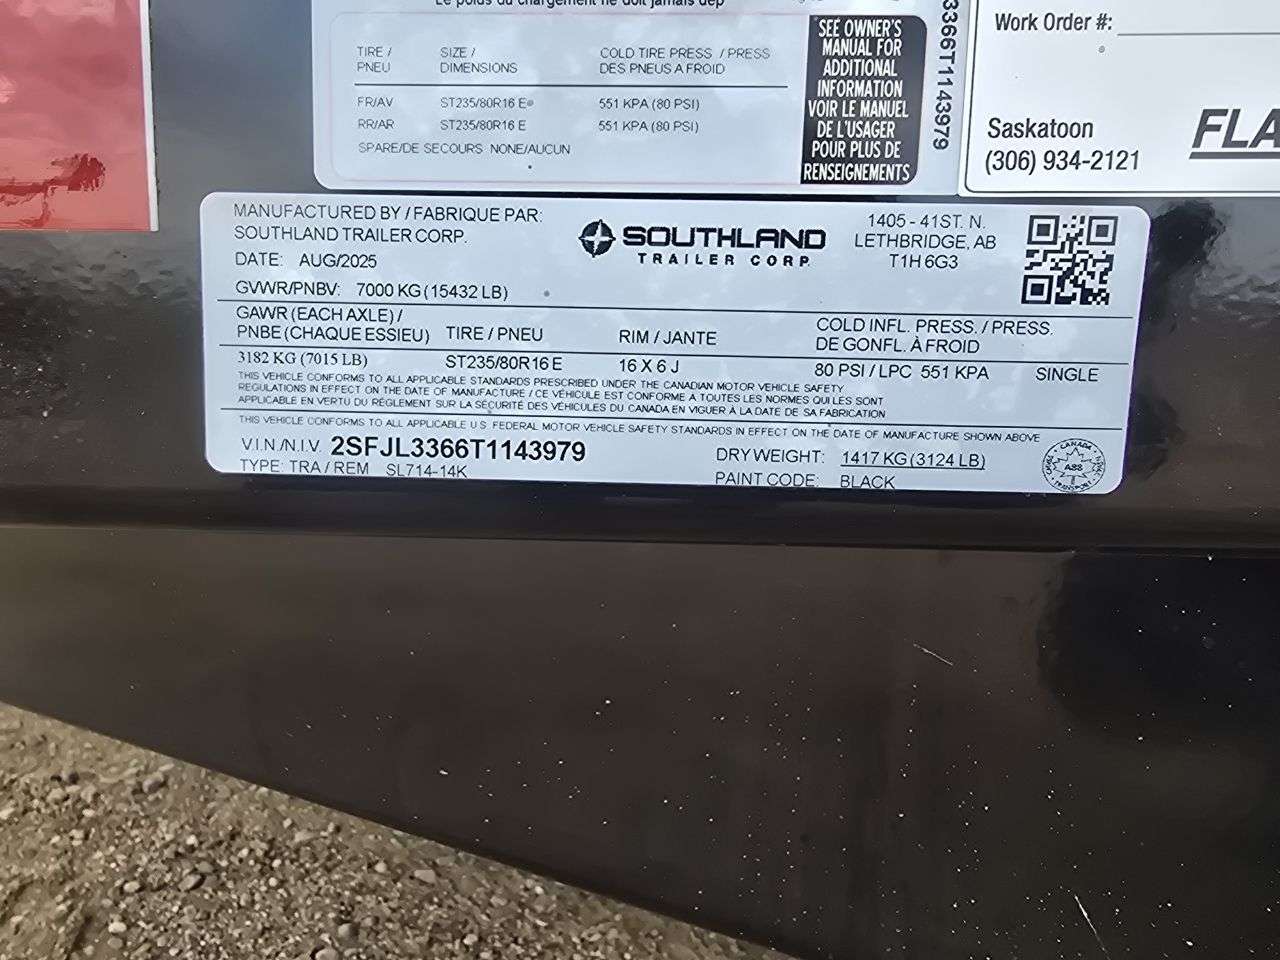 Le poids du chargement ne doit jamais dép
TIRE / PNEU
SIZE / DIMENSIONS
COLD TIRE PRESS / PRESS DES PNEUS A FROID
FR/AV ST235/80R16 E 551 KPA (80 PSI)
RR/AR ST235/80R16 E 551 KPA (80 PSI)
SPARE/DE SECOURS NONE/AUCUN
SEE OWNER'S
MANUAL FOR
ADDITIONAL
INFORMATION
VOIR LE MANUEL
DE L'USAGER
POUR PLUS DE
RENSEIGNEMENTS
3366T1143979
Work Order #:
Saskatoon
(306) 934-2121
FLA
MANUFACTURED BY / FABRIQUE PAR:
SOUTHLAND TRAILER CORP.
DATE: AUG/2025
GVWR/PNBV: 7000 KG (15432 LB)
SOUTHLAND
TRAILER CORP.
1405 - 41ST. N.
LETHBRIDGE, AB
T1H 6G3
GAWR (EACH AXLE) /
PNBE (CHAQUE ESSIEU) TIRE / PNEU RIM / JANTE
COLD INFL. PRESS. / PRESS.
DE GONFL. À FROID
3182 KG (7015 LB) ST235/80R16 E 16 X 6 J 80 PSI / LPC 551 KPA SINGLE
THIS VEHICLE CONFORMS TO ALL APPLICABLE STANDARDS PRESCRIBED UNDER THE CANADIAN MOTOR VEHICLE SAFETY
REGULATIONS IN EFFECT ON THE DATE OF MANUFACTURE / CE VÉHICULE EST CONFORME A TOUTES LES NORMES QUI LES SONT
APPLICABLE EN VERTU DU RÉGLEMENT SUR LA SÉCURITÉ DES VÉHICULES DU CANADA EN VIGUER À LA DATE DE SA FABRICATION
THIS VEHICLE CONFORMS TO ALL APPLICABLE U.S. FEDERAL MOTOR VEHICLE SAFETY STANDARDS IN EFFECT ON THE DATE OF MANUFACTURE SHOWN ABOVE
V.I.N./N.I.V. 2SFJL3366T1143979
TYPE: TRA / REM SL714-14K
DRY WEIGHT: 1417 KG (3124 LB)
PAINT CODE: BLACK
CANADA
TRANSPORT